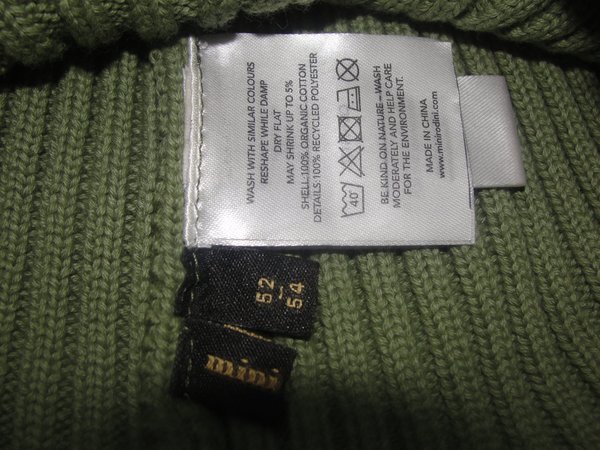 WASH WITH SIMILAR COLOURS
RESHAPE WHILE DAMP
DRY FLAT
MAY SHRINK UP TO 5%
SHELL:100% ORGANIC COTTON
DETAILS:100% RECYCLED POLYESTER
40°
BE KIND ON NATURE – WASH
MODERATELY AND HELP CARE
FOR THE ENVIRONMENT.
MADE IN CHINA
www.minirodini.com
52
–
54
mini